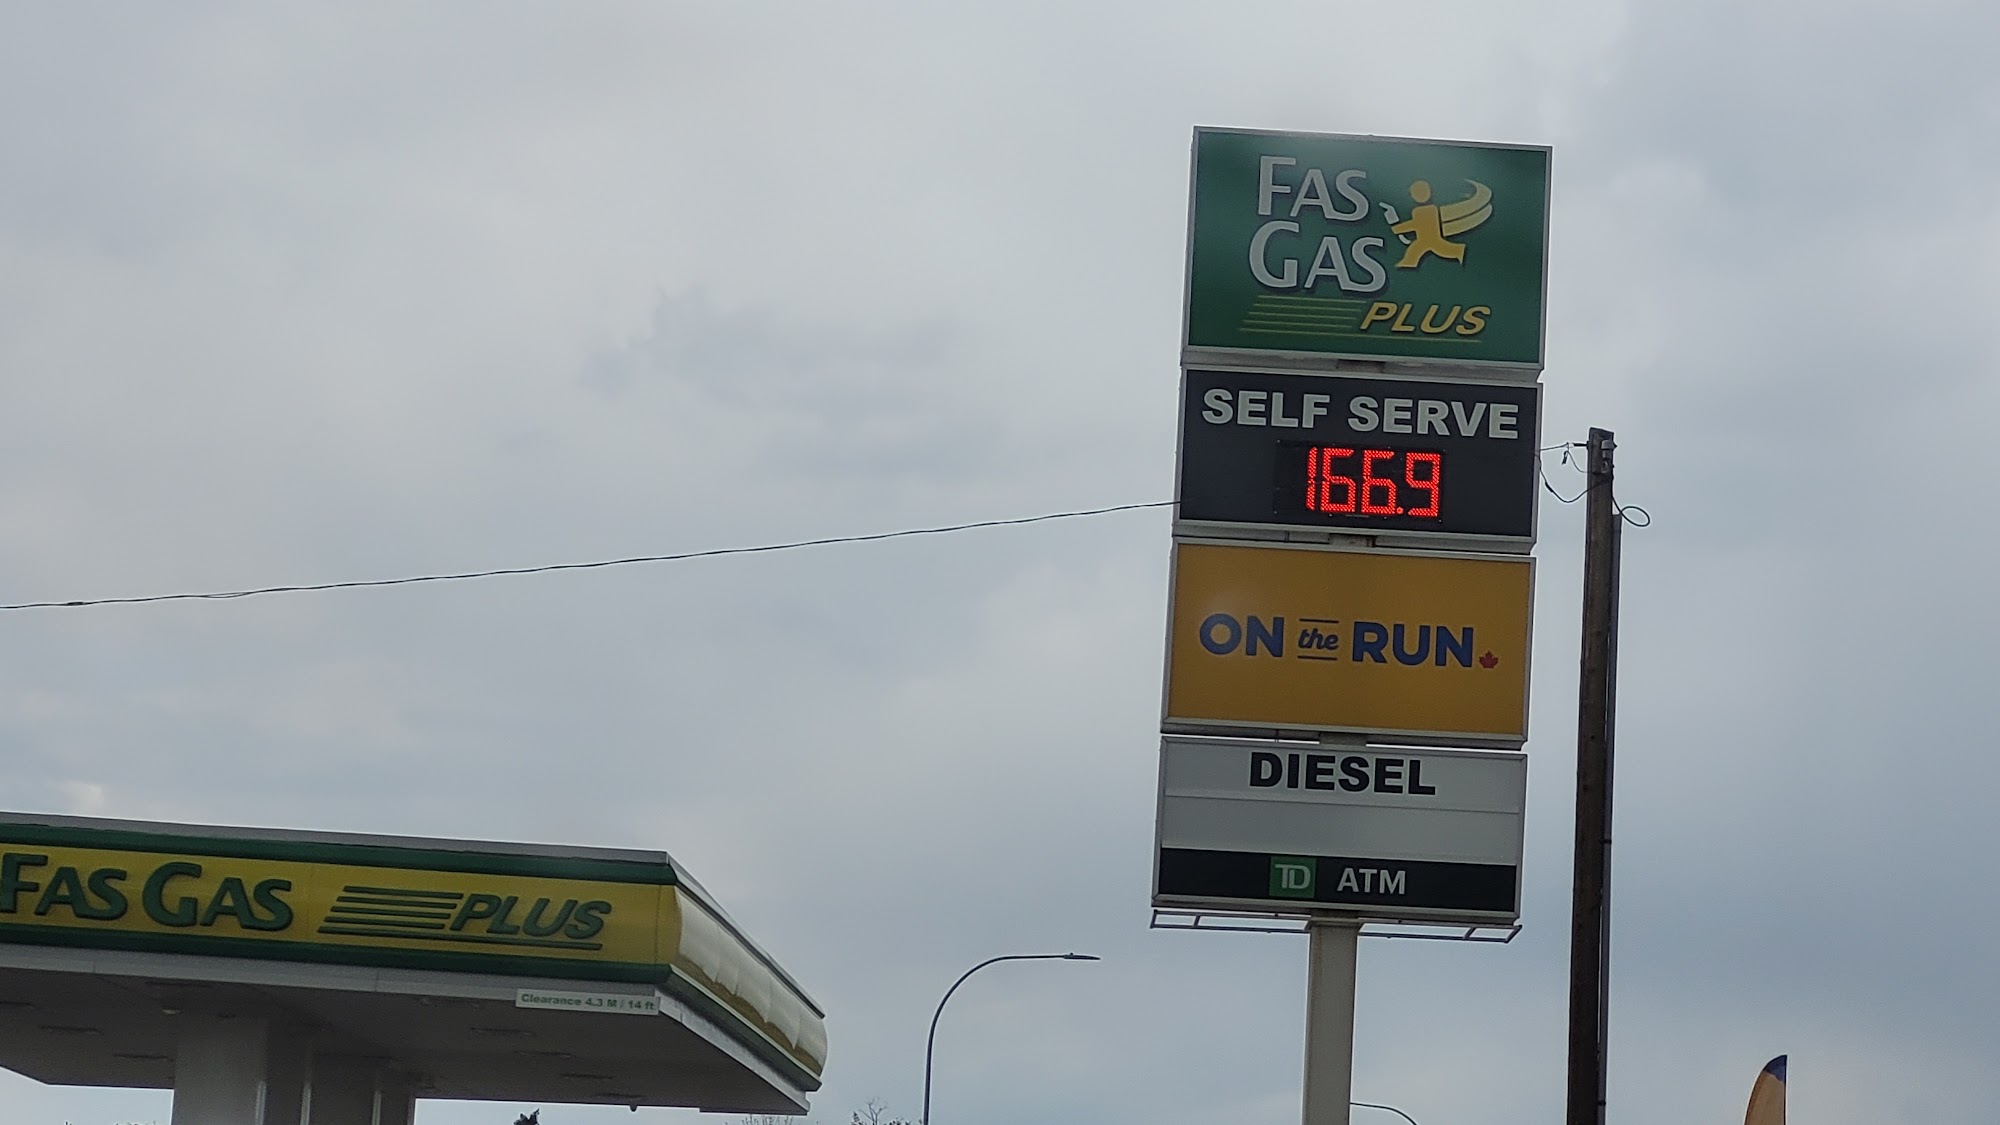 FAS
GAS
PLUS
SELF SERVE
166.9
ON the RUN
DIESEL
TD ATM
FAS GAS PLUS
Clearance 4.3 M / 14 ft